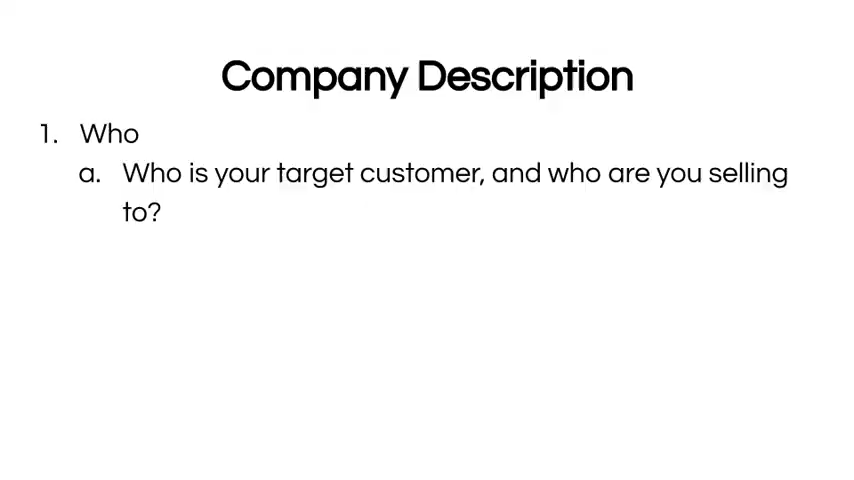 Company Description
1. Who
a. Who is your target customer, and who are you selling
to?